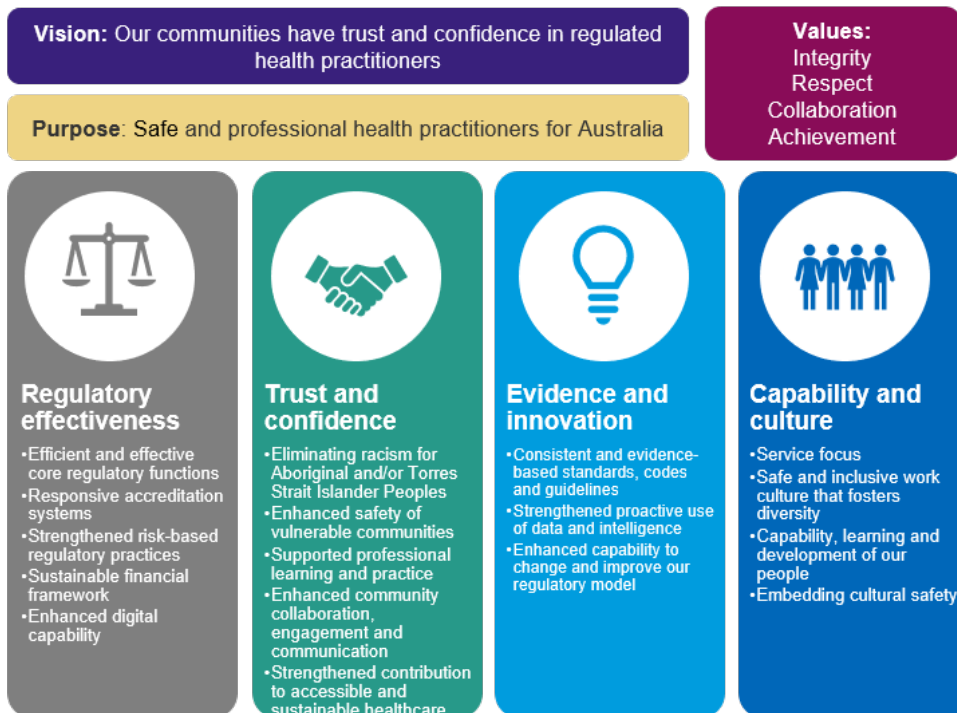 Vision: Our communities have trust and confidence in regulated
health practitioners
Purpose: Safe and professional health practitioners for Australia
Values:
Integrity
Respect
Collaboration
Achievement
Regulatory
effectiveness
•Efficient and effective
core regulatory functions
•Responsive accreditation
systems
•Strengthened risk-based
regulatory practices
•Sustainable financial
framework
•Enhanced digital
capability
Trust and
confidence
•Eliminating racism for
Aboriginal and/or Torres
Strait Islander Peoples
•Enhanced safety of
vulnerable communities
•Supported professional
learning and practice
•Enhanced community
collaboration,
engagement and
communication
•Strengthened contribution
to accessible and
sustainable healthcare
Evidence and
innovation
•Consistent and evidence-
based standards, codes
and guidelines
•Strengthened proactive use
of data and intelligence
•Enhanced capability to
change and improve our
regulatory model
Capability and
culture
•Service focus
•Safe and inclusive work
culture that fosters
diversity
•Capability, learning and
development of our
people
•Embedding cultural safety